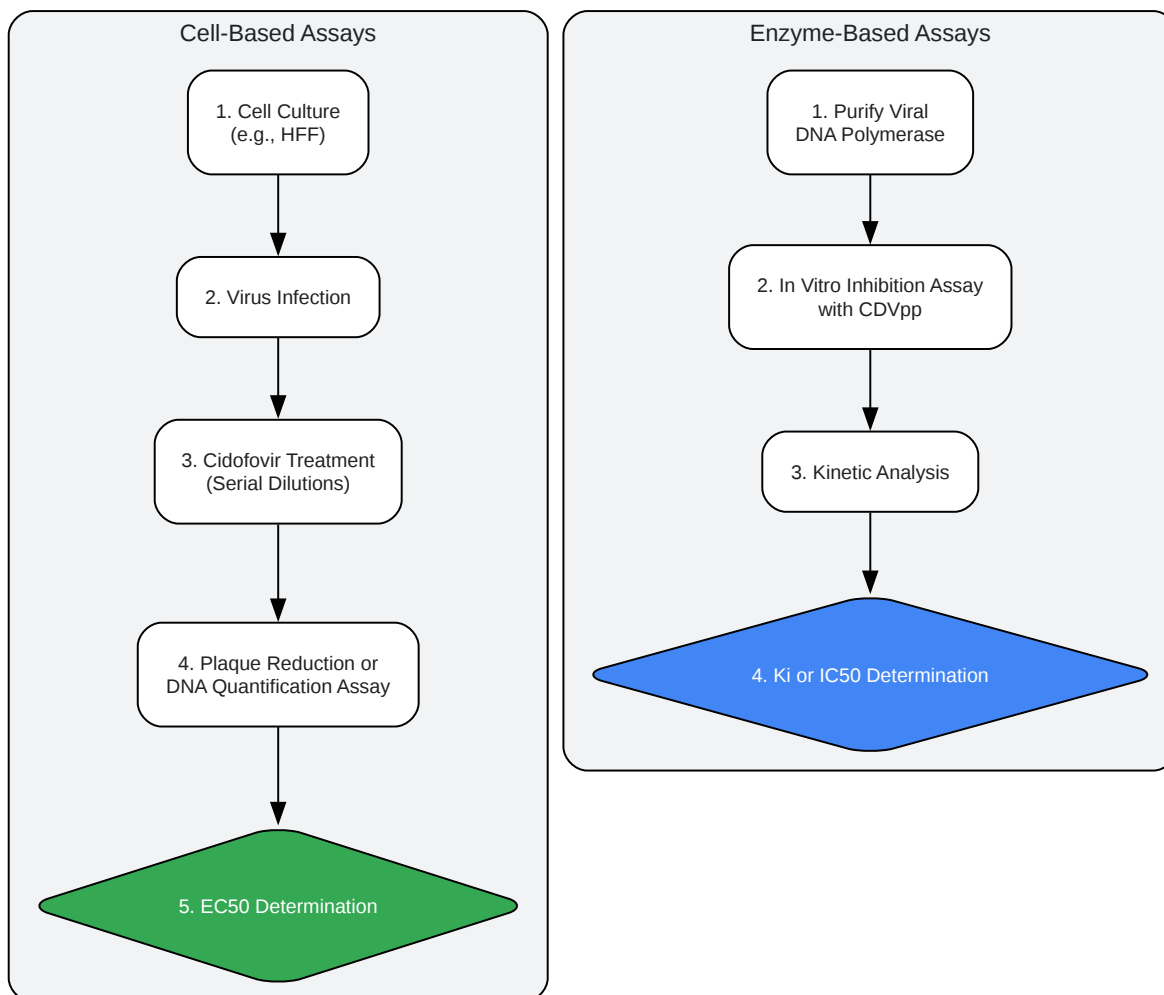 Cell-Based Assays
1. Cell Culture
(e.g., HFF)
2. Virus Infection
3. Cidofovir Treatment
(Serial Dilutions)
4. Plaque Reduction or
DNA Quantification Assay
5. EC50 Determination
Enzyme-Based Assays
1. Purify Viral
DNA Polymerase
2. In Vitro Inhibition Assay
with CDVpp
3. Kinetic Analysis
4. Ki or IC50 Determination